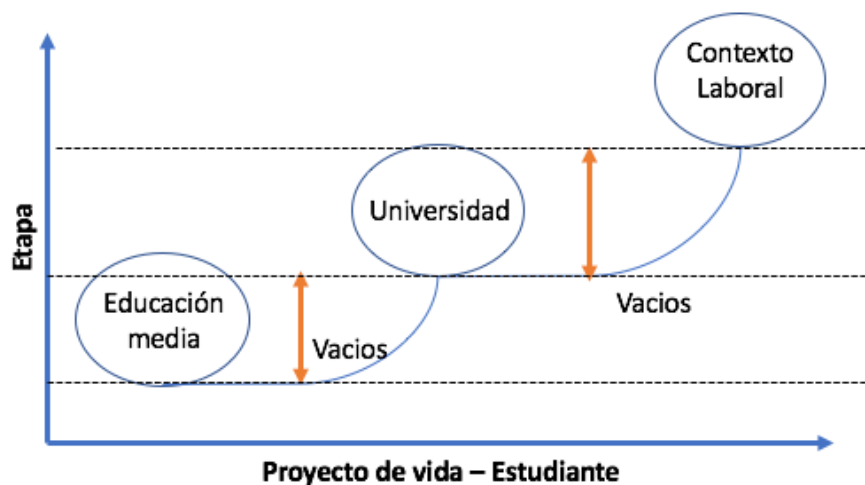 Contexto
Laboral
Universidad
Etapa
Educación
media
Vacios
Vacios
Proyecto de vida – Estudiante